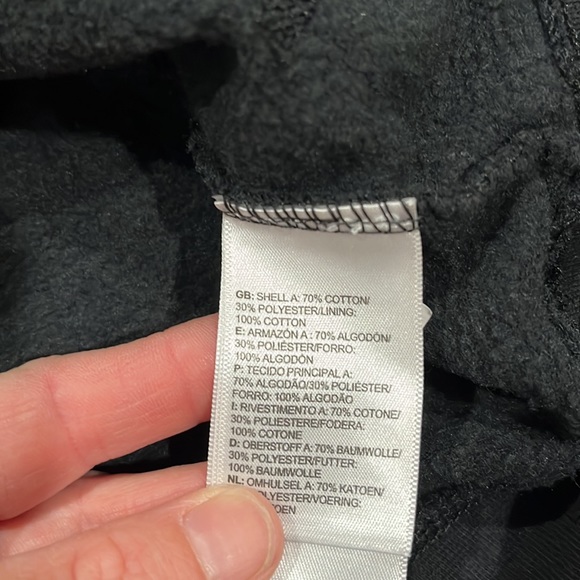 GB: SHELL A: 70% COTTON/
30% POLYESTER/LINING:
100% COTTON
E: ARMAZÓN A: 70% ALGODÓN/
30% POLIÉSTER/FORRO:
100% ALGODÓN
P: TECIDO PRINCIPAL A:
70% ALGODÃO/30% POLIÉSTER/
FORRO: 100% ALGODÃO
I: RIVESTIMENTO A: 70% COTONE/
30% POLIESTERE/FODERA:
100% COTONE
D: OBERSTOFF A: 70% BAUMWOLLE/
30% POLYESTER/FUTTER:
100% BAUMWOLLE
NL: OMHULSEL A: 70% KATOEN/
POLYESTER/VOERING: